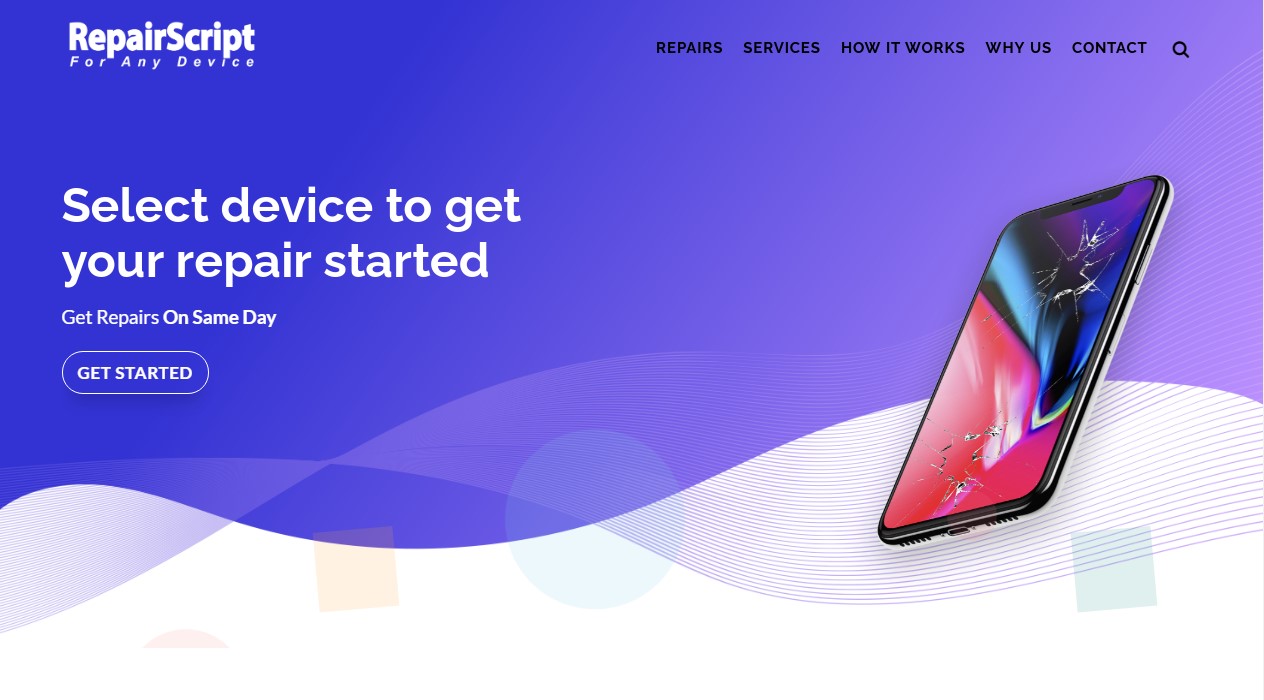 RepairScript
For Any Device
REPAIRS SERVICES HOW IT WORKS WHY US CONTACT
Select device to get
your repair started
Get Repairs On Same Day
GET STARTED